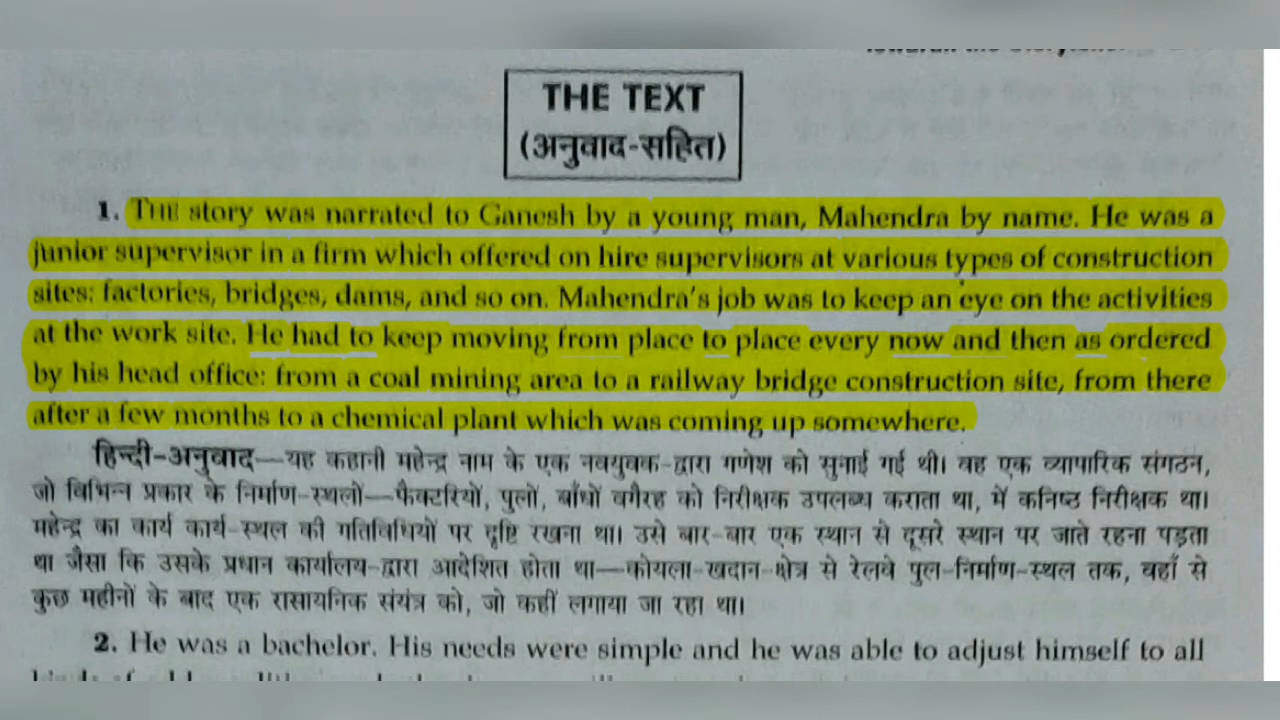 THE TEXT
(अनुवाद-सहित)
1. THE story was narrated to Ganesh by a young man, Mahendra by name. He was a
junior supervisor in a firm which offered on hire supervisors at various types of construction
sites: factories, bridges, dams, and so on. Mahendra's job was to keep an eye on the activities
at the work site. He had to keep moving from place to place every now and then as ordered
by his head office: from a coal mining area to a railway bridge construction site, from there
after a few months to a chemical plant which was coming up somewhere.
हिन्दी-अनुवाद—यह कहानी महेन्द्र नाम के एक नवयुवक-द्वारा गणेश को सुनाई गई थी। वह एक व्यापारिक संगठन,
जो विभिन्न प्रकार के निर्माण-स्थलों—फैक्टरियों, पुलों, बाँधों वगैरह को निरीक्षक उपलब्ध कराता था, में कनिष्ठ निरीक्षक था।
महेन्द्र का कार्य कार्य-स्थल की गतिविधियों पर दृष्टि रखना था। उसे बार-बार एक स्थान से दूसरे स्थान पर जाते रहना पड़ता
था जैसा कि उसके प्रधान कार्यालय-द्वारा आदेशित होता था—कोयला-खदान-क्षेत्र से रेलवे पुल-निर्माण-स्थल तक, वहाँ से
कुछ महीनों के बाद एक रासायनिक संयंत्र को, जो कहीं लगाया जा रहा था।
2. He was a bachelor. His needs were simple and he was able to adjust himself to all